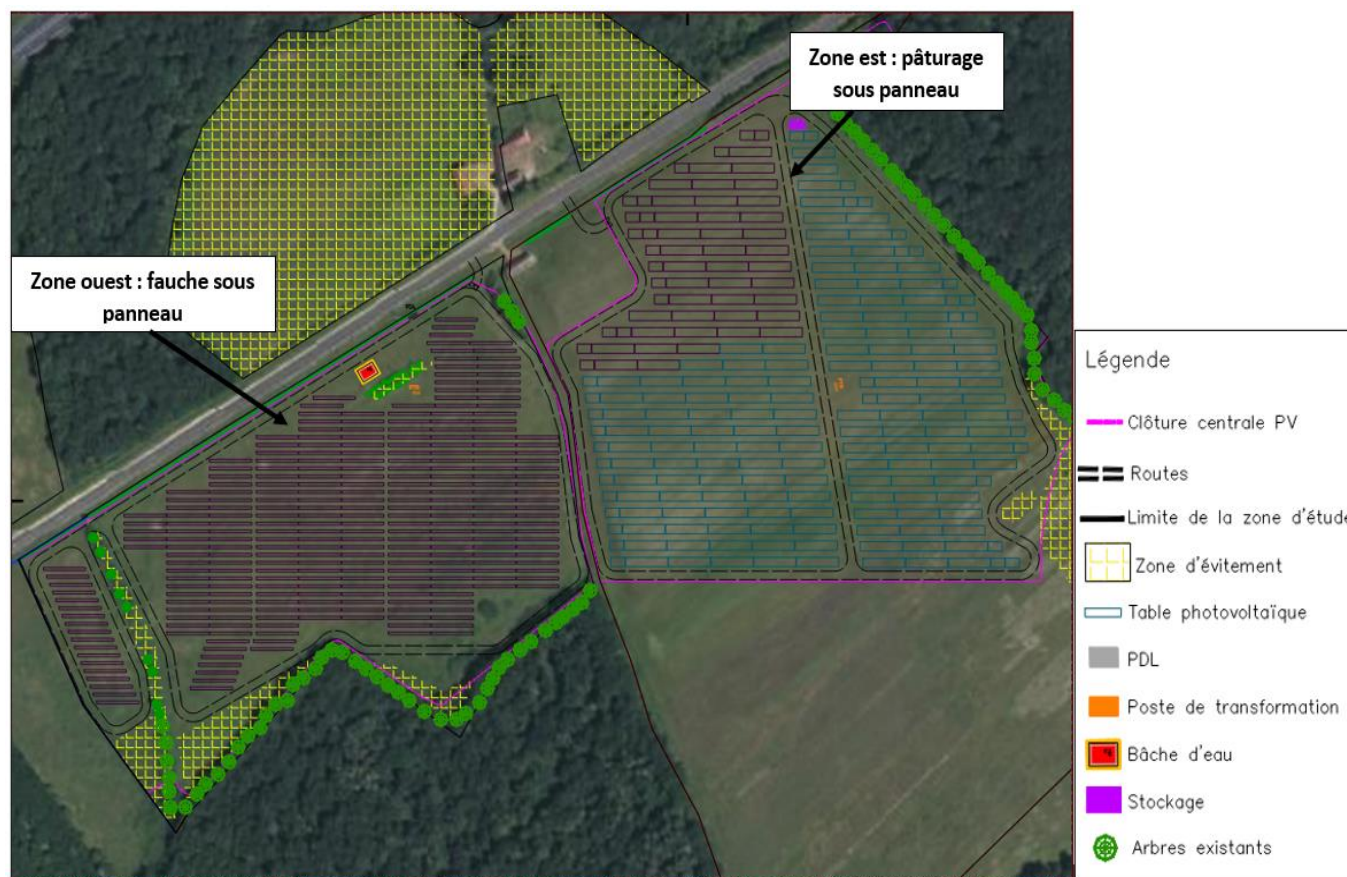 Zone est : pâturage
sous panneau
Zone ouest : fauche sous
panneau
Légende
Clôture centrale PV
Routes
Limite de la zone d'étude
Zone d'évitement
Table photovoltaïque
PDL
Poste de transformation
Bâche d'eau
Stockage
Arbres existants